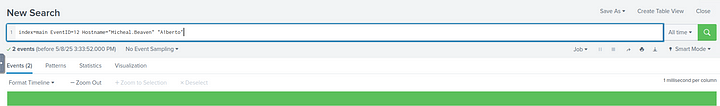 New Search
Save As
Create Table View
Close
1
index=main EventID=12 Hostname="Micheal.Beaven" "A1berto"
All time
2 events (before 5/8/25 3:33:52.000 PM)
No Event Sampling
Job
Smart Mode
Events (2)
Patterns
Statistics
Visualization
Format Timeline
− Zoom Out
+ Zoom to Selection
× Deselect
1 millisecond per column